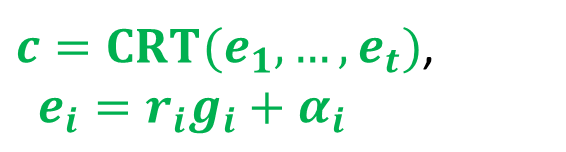 c = CRT(e₁, … , eₜ),
eᵢ = rᵢgᵢ + αᵢ